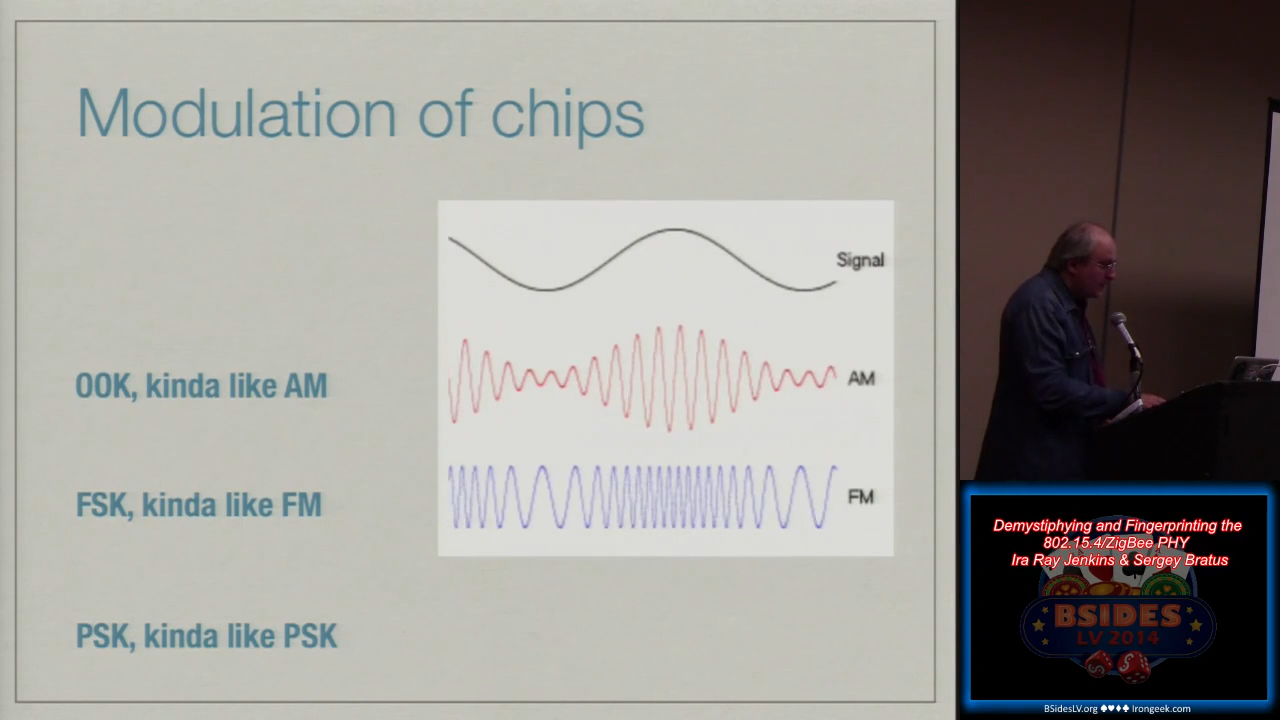 Modulation of chips
Signal
OOK, kinda like AM
AM
FSK, kinda like FM
FM
PSK, kinda like PSK
Demystiphying and Fingerprinting the
802.15.4/ZigBee PHY
Ira Ray Jenkins & Sergey Bratus
BSIDES
LV 2014
BSidesLV.org ♠♥♦♣ Irongeek.com